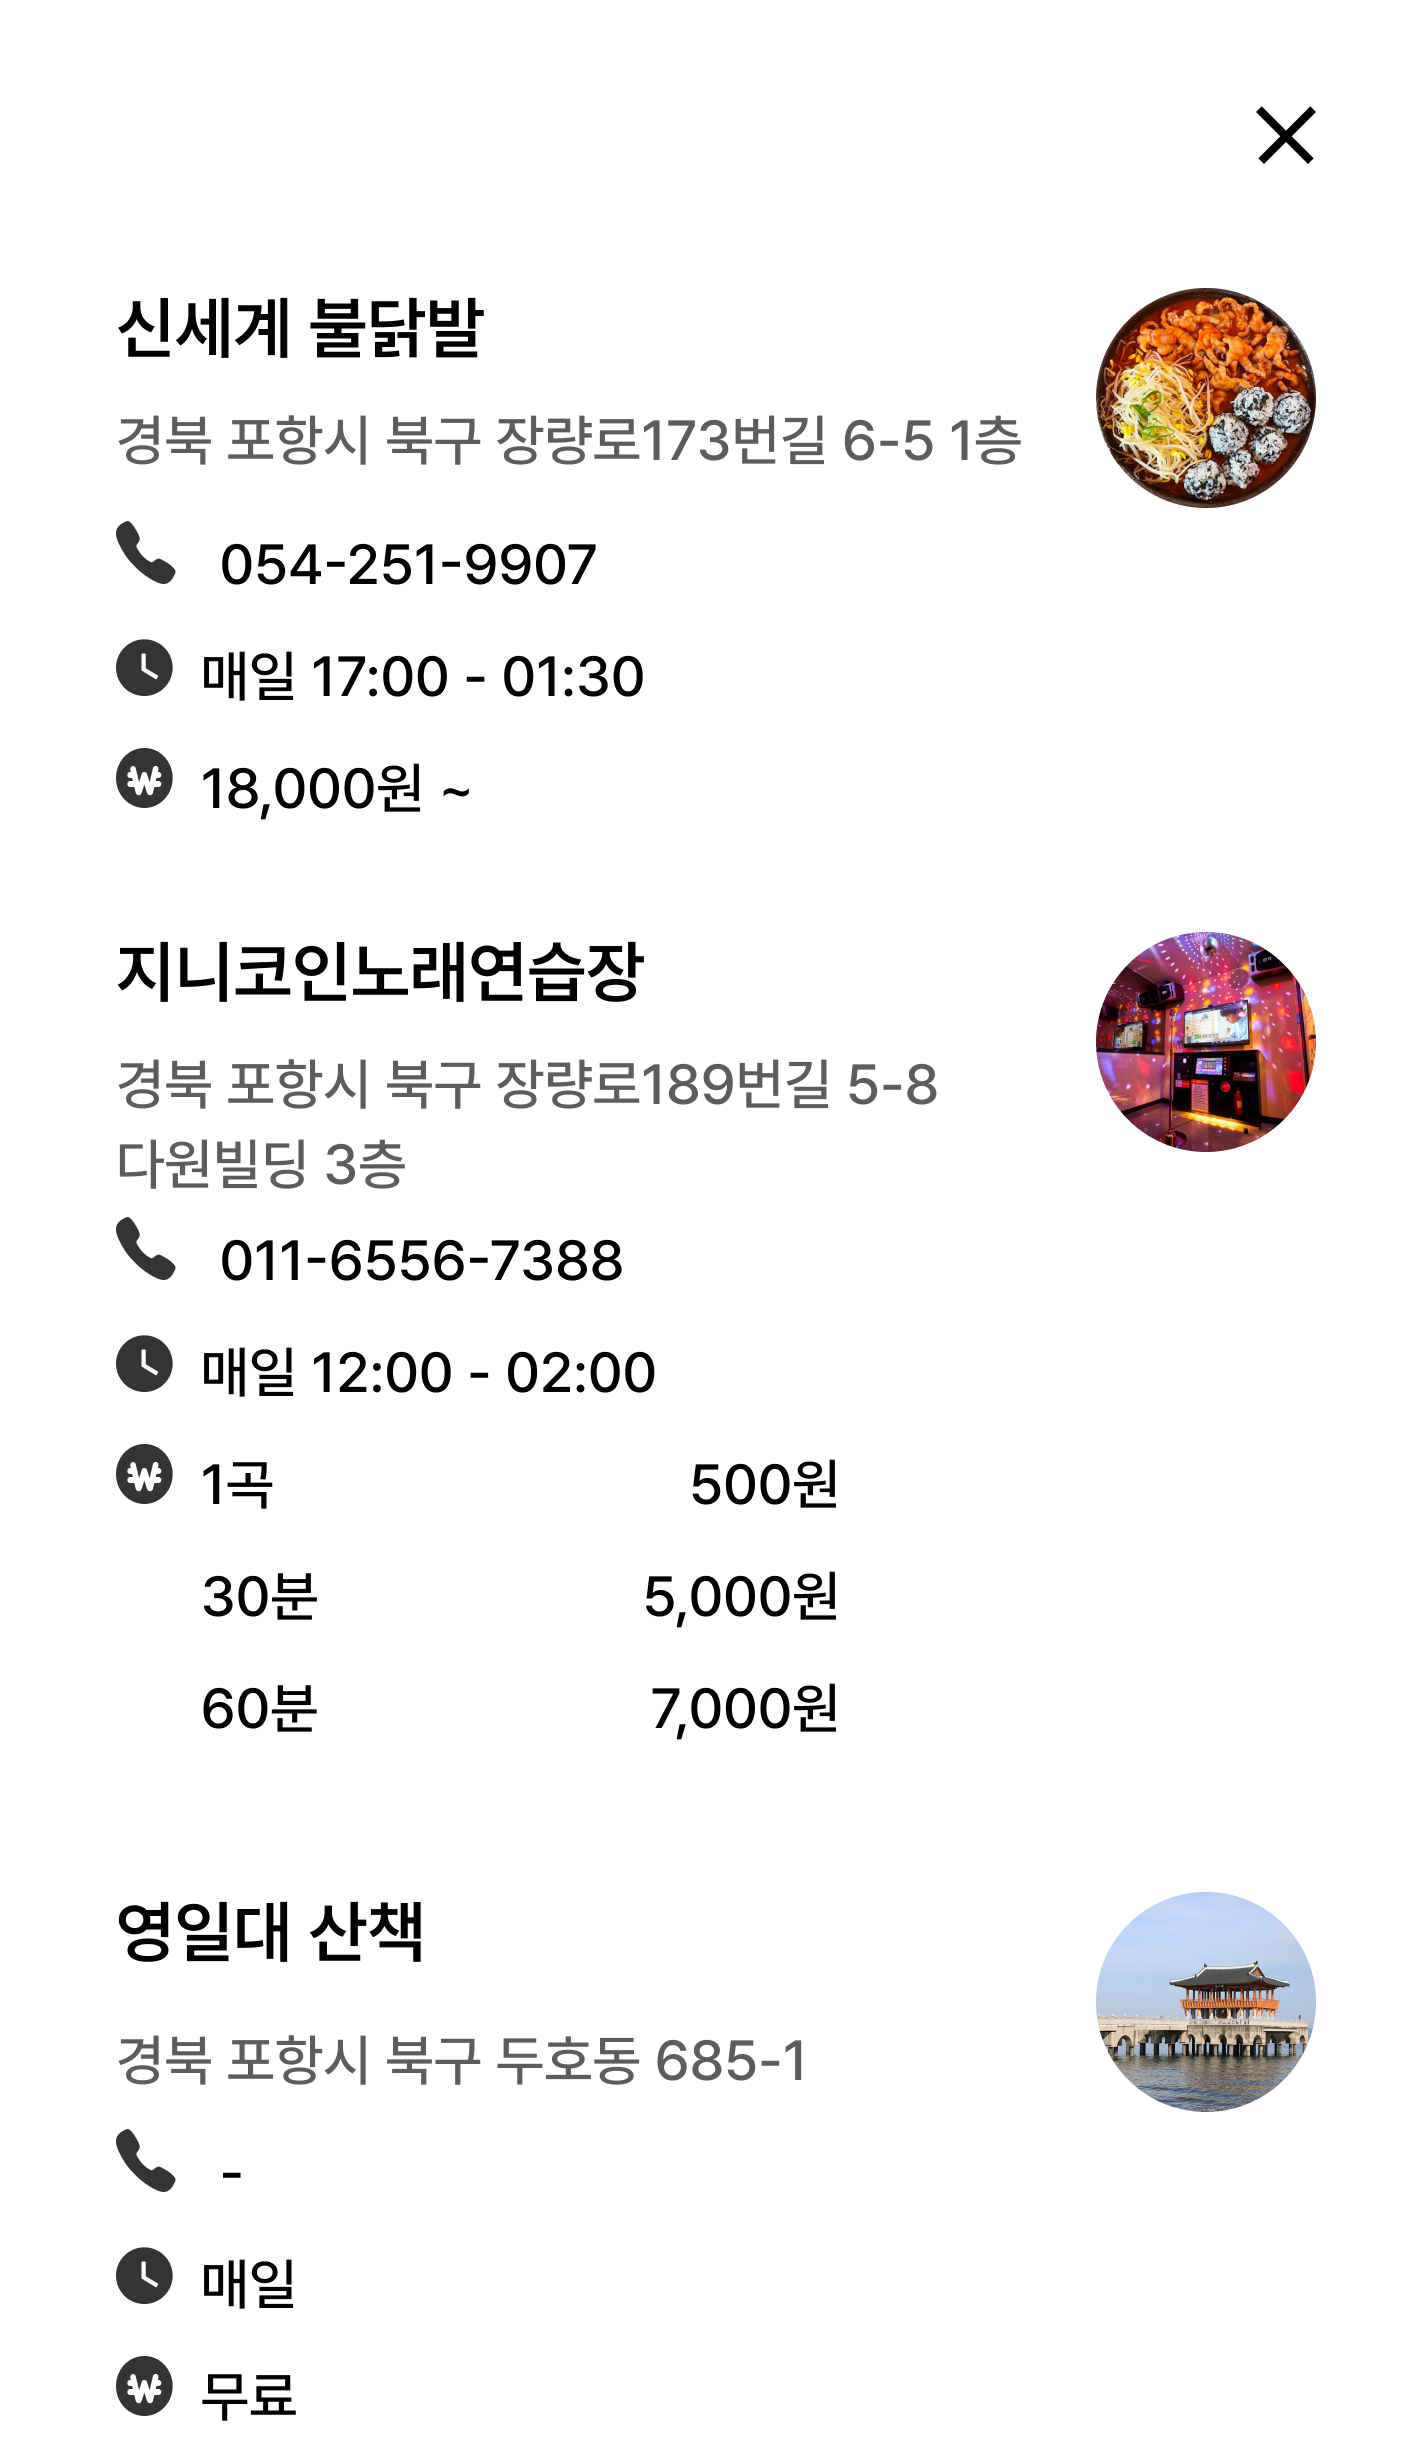 신세계 불닭발
경북 포항시 북구 장량로173번길 6-5 1층
054-251-9907
매일 17:00 - 01:30
18,000원 ~
지니코인노래연습장
경북 포항시 북구 장량로189번길 5-8
다원빌딩 3층
011-6556-7388
매일 12:00 - 02:00
1곡 500원
30분 5,000원
60분 7,000원
영일대 산책
경북 포항시 북구 두호동 685-1
-
매일
무료